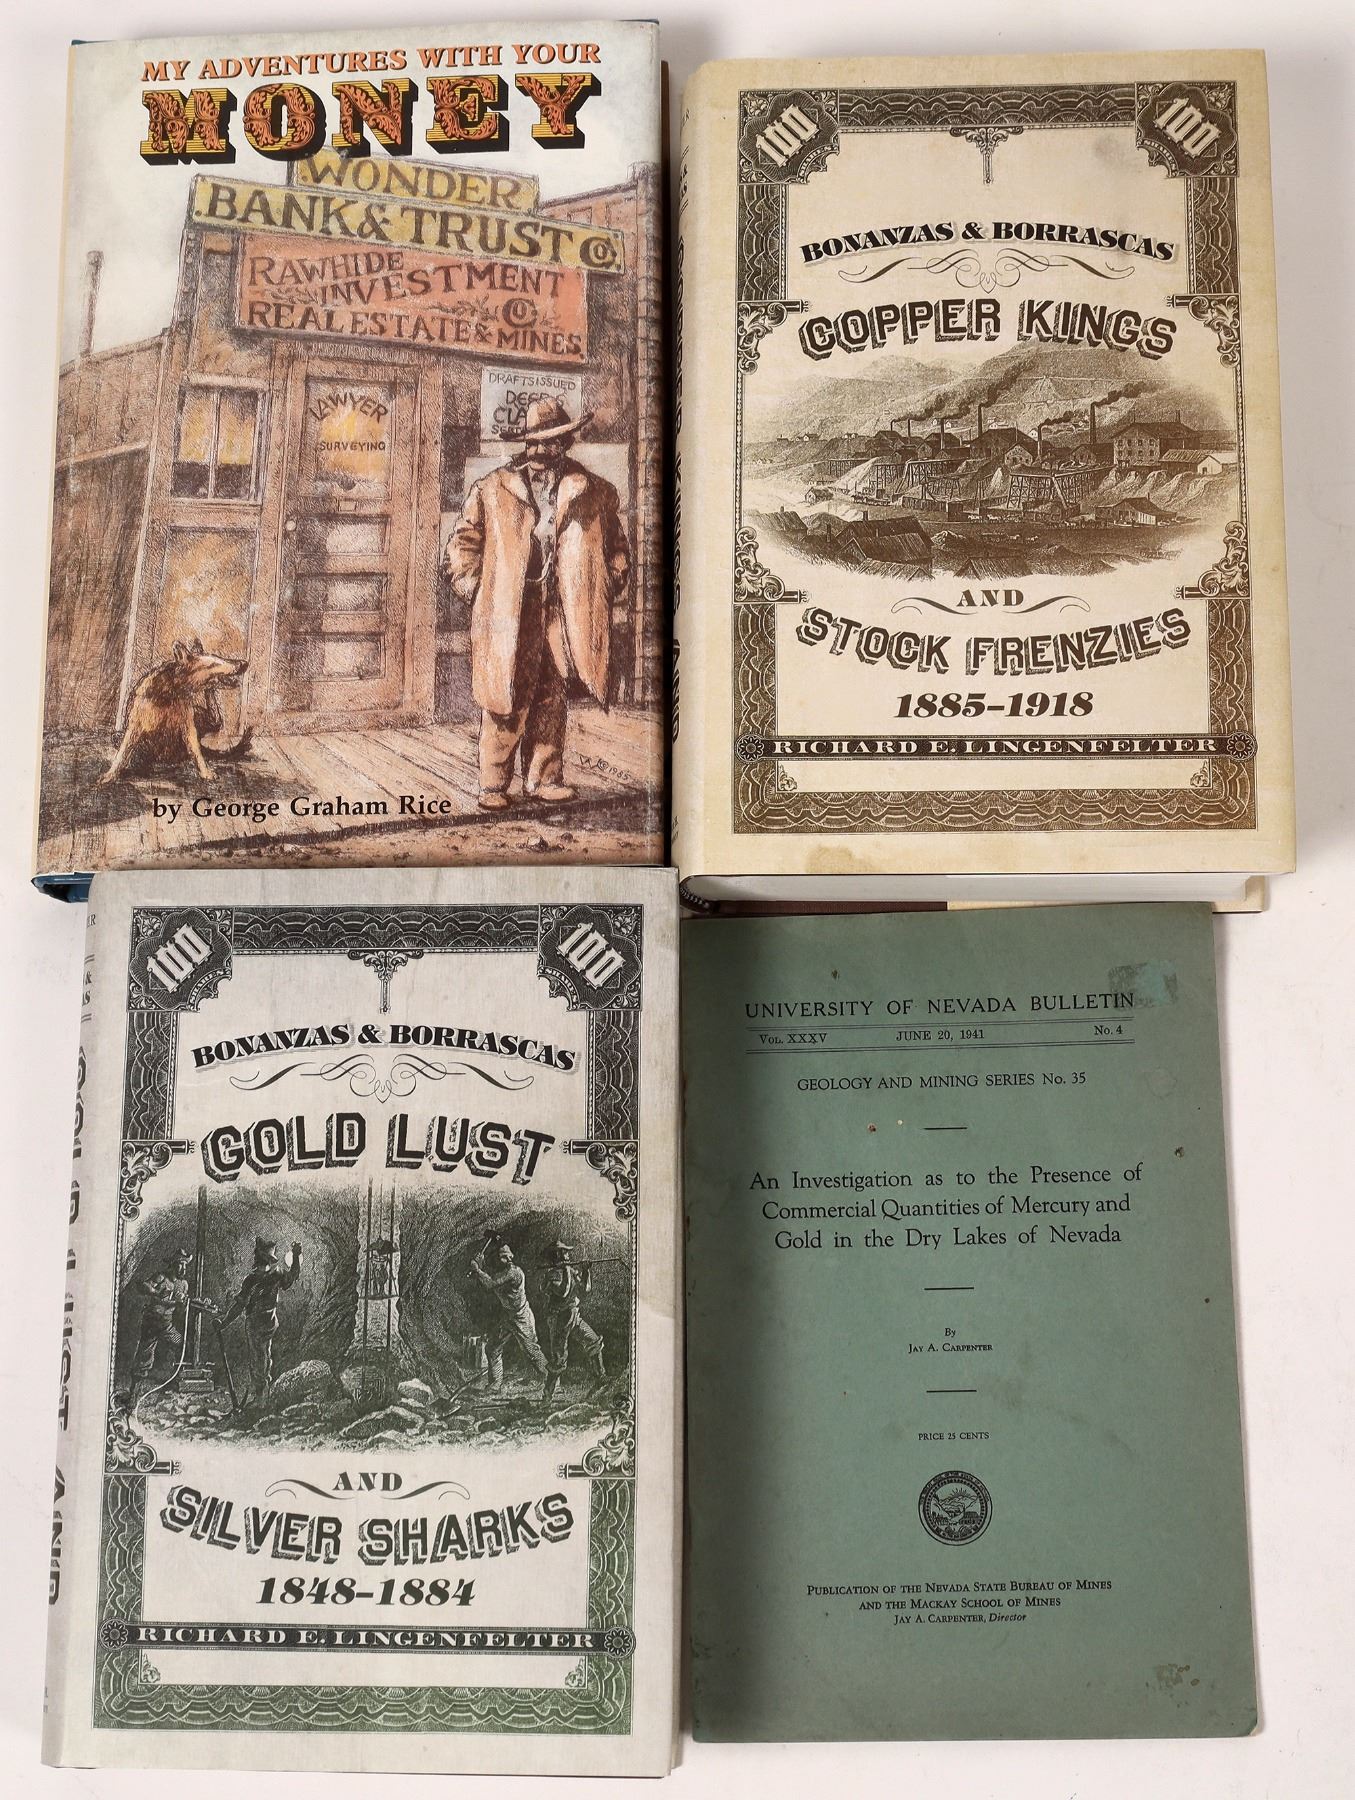 MY ADVENTURES WITH YOUR
MONEY
WONDER
BANK & TRUST CO.
RAWHIDE
INVESTMENT
CO.
REAL ESTATE & MINES.
DRAFTS ISSUED
LAWYER
SURVEYING
©1985
by George Graham Rice
100
100
BONANZAS & BORRASCAS
COPPER KINGS
AND
STOCK FRENZIES
1885–1918
RICHARD E. LINGENFELTER
100
100
BONANZAS & BORRASCAS
GOLD LUST
AND
SILVER SHARKS
1848–1884
RICHARD E. LINGENFELTER
GOLD LUST AND
UNIVERSITY OF NEVADA BULLETIN
VOL. XXXV JUNE 20, 1941 No. 4
GEOLOGY AND MINING SERIES No. 35
An Investigation as to the Presence of
Commercial Quantities of Mercury and
Gold in the Dry Lakes of Nevada
By
JAY A. CARPENTER
PRICE 25 CENTS
PUBLICATION OF THE NEVADA STATE BUREAU OF MINES
AND THE MACKAY SCHOOL OF MINES
JAY A. CARPENTER, Director